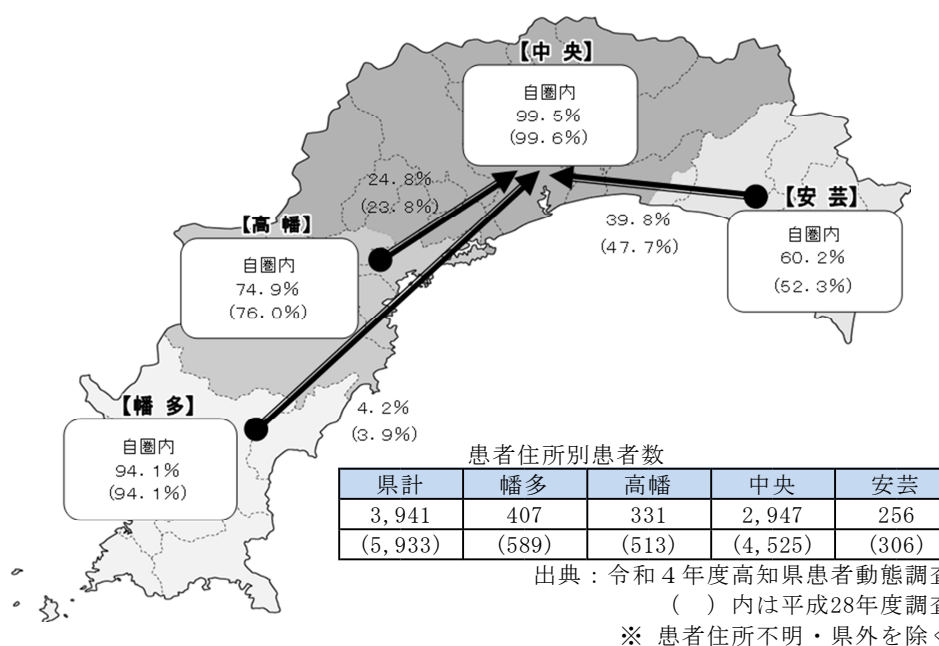 【中 央】
自圏内
99.5%
(99.6%)
24.8%
(23.8%)
【安 芸】
自圏内
60.2%
(52.3%)
39.8%
(47.7%)
【高 幡】
自圏内
74.9%
(76.0%)
【幡 多】
自圏内
94.1%
(94.1%)
4.2%
(3.9%)
患者住所別患者数
県計 幡多 高幡 中央 安芸
3,941 407 331 2,947 256
(5,933) (589) (513) (4,525) (306)
出典：令和４年度高知県患者動態調査
（　）内は平成28年度調査
※ 患者住所不明・県外を除く